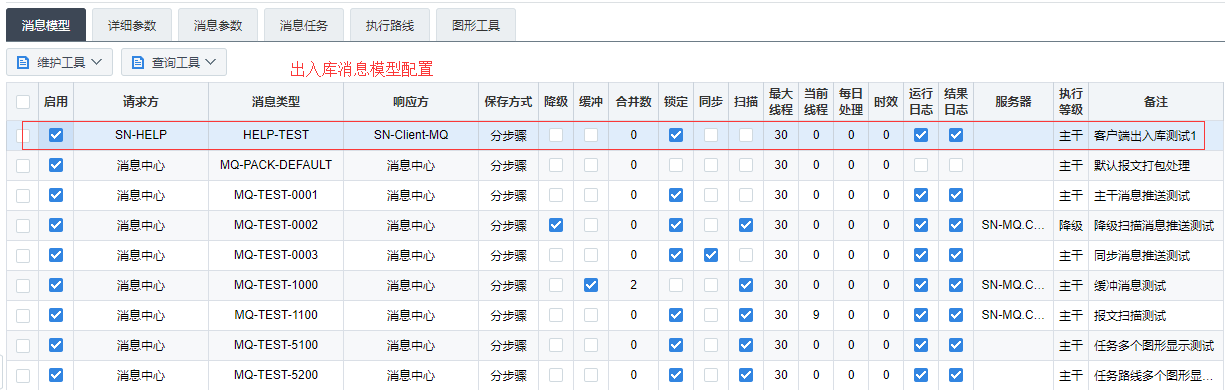 消息模型 详细参数 消息参数 消息任务 执行路线 图形工具
维护工具 查询工具 出入库消息模型配置
启用 请求方 消息类型 响应方 保存方式 降级 缓冲 合并数 锁定 同步 扫描 最大线程 当前线程 每日处理 时效 运行日志 结果日志 服务器 执行等级 备注
SN-HELP HELP-TEST SN-Client-MQ 分步骤 0 30 0 0 0 主干 客户端出入库测试1
消息中心 MQ-PACK-DEFAULT 消息中心 分步骤 0 30 0 0 0 主干 默认报文打包处理
消息中心 MQ-TEST-0001 消息中心 分步骤 0 30 0 0 0 主干 主干消息推送测试
消息中心 MQ-TEST-0002 消息中心 分步骤 0 30 0 0 0 SN-MQ.C... 降级 降级扫描消息推送测试
消息中心 MQ-TEST-0003 消息中心 分步骤 0 30 0 0 0 主干 同步消息推送测试
消息中心 MQ-TEST-1000 消息中心 分步骤 2 30 0 0 0 SN-MQ.C... 主干 缓冲消息测试
消息中心 MQ-TEST-1100 消息中心 分步骤 0 30 9 0 0 SN-MQ.C... 主干 报文扫描测试
消息中心 MQ-TEST-5100 消息中心 分步骤 0 30 0 0 0 主干 任务多个图形显示测试
消息中心 MQ-TEST-5200 消息中心 分步骤 0 30 0 0 0 主干 任务路线多个图形显...